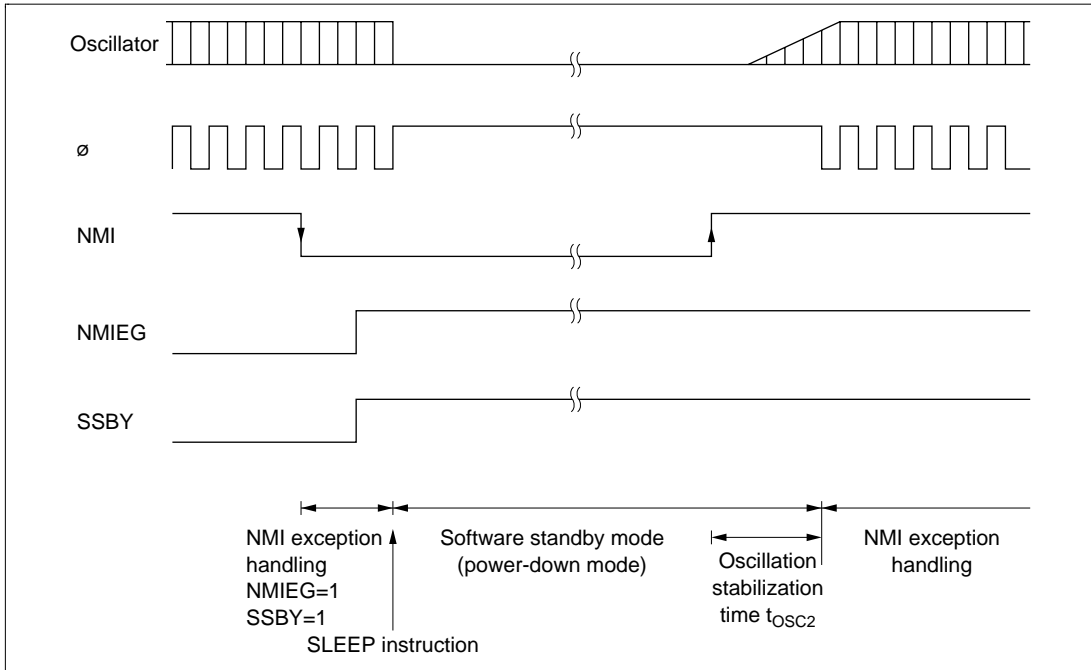 Oscillator
ø
NMI
NMIEG
SSBY
NMI exception
handling
NMIEG=1
SSBY=1
SLEEP instruction
Software standby mode
(power-down mode)
Oscillation
stabilization
time tOSC2
NMI exception
handling